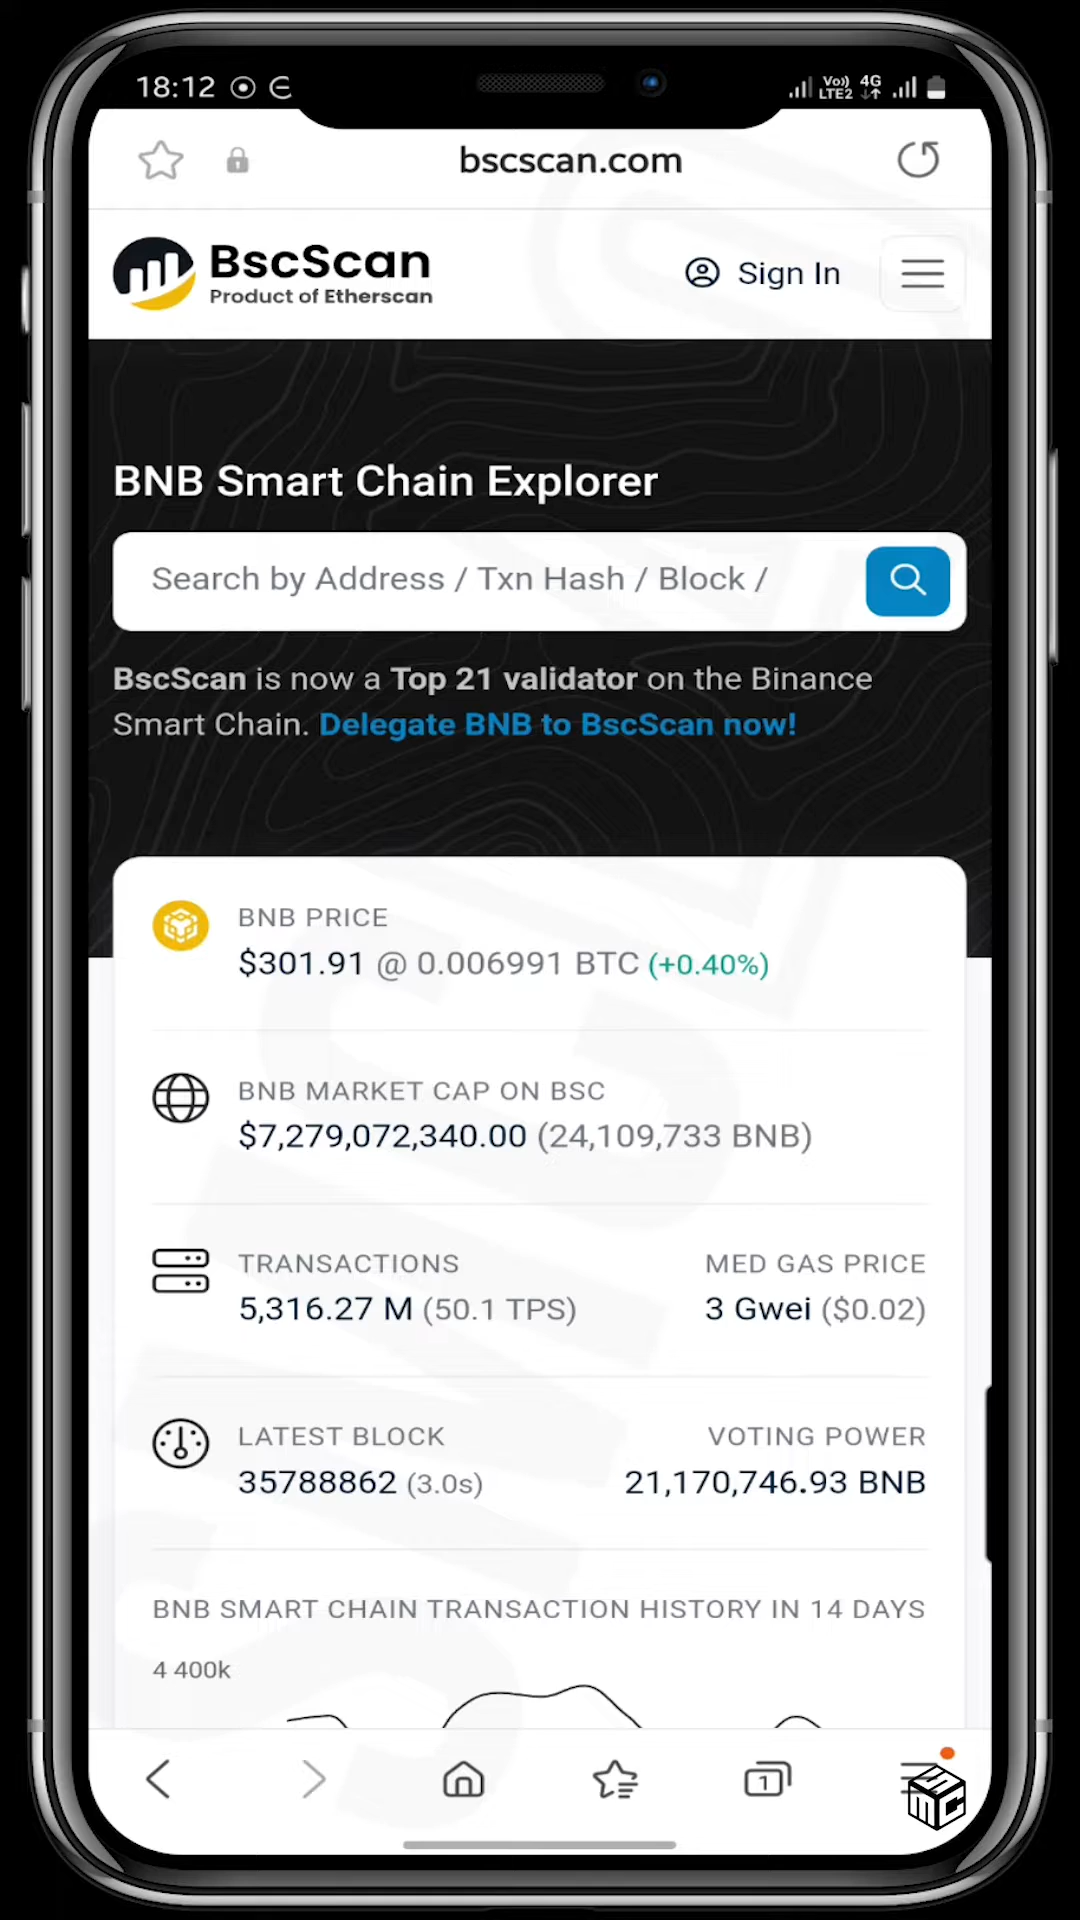 18:12
Vo)) 4G
LTE2
bscscan.com
BscScan
Product of Etherscan
Sign In
BNB Smart Chain Explorer
Search by Address / Txn Hash / Block /
BscScan is now a Top 21 validator on the Binance
Smart Chain. Delegate BNB to BscScan now!
BNB PRICE
$301.91 @ 0.006991 BTC (+0.40%)
BNB MARKET CAP ON BSC
$7,279,072,340.00 (24,109,733 BNB)
TRANSACTIONS MED GAS PRICE
5,316.27 M (50.1 TPS) 3 Gwei ($0.02)
LATEST BLOCK VOTING POWER
35788862 (3.0s) 21,170,746.93 BNB
BNB SMART CHAIN TRANSACTION HISTORY IN 14 DAYS
4 400k
1
SMC